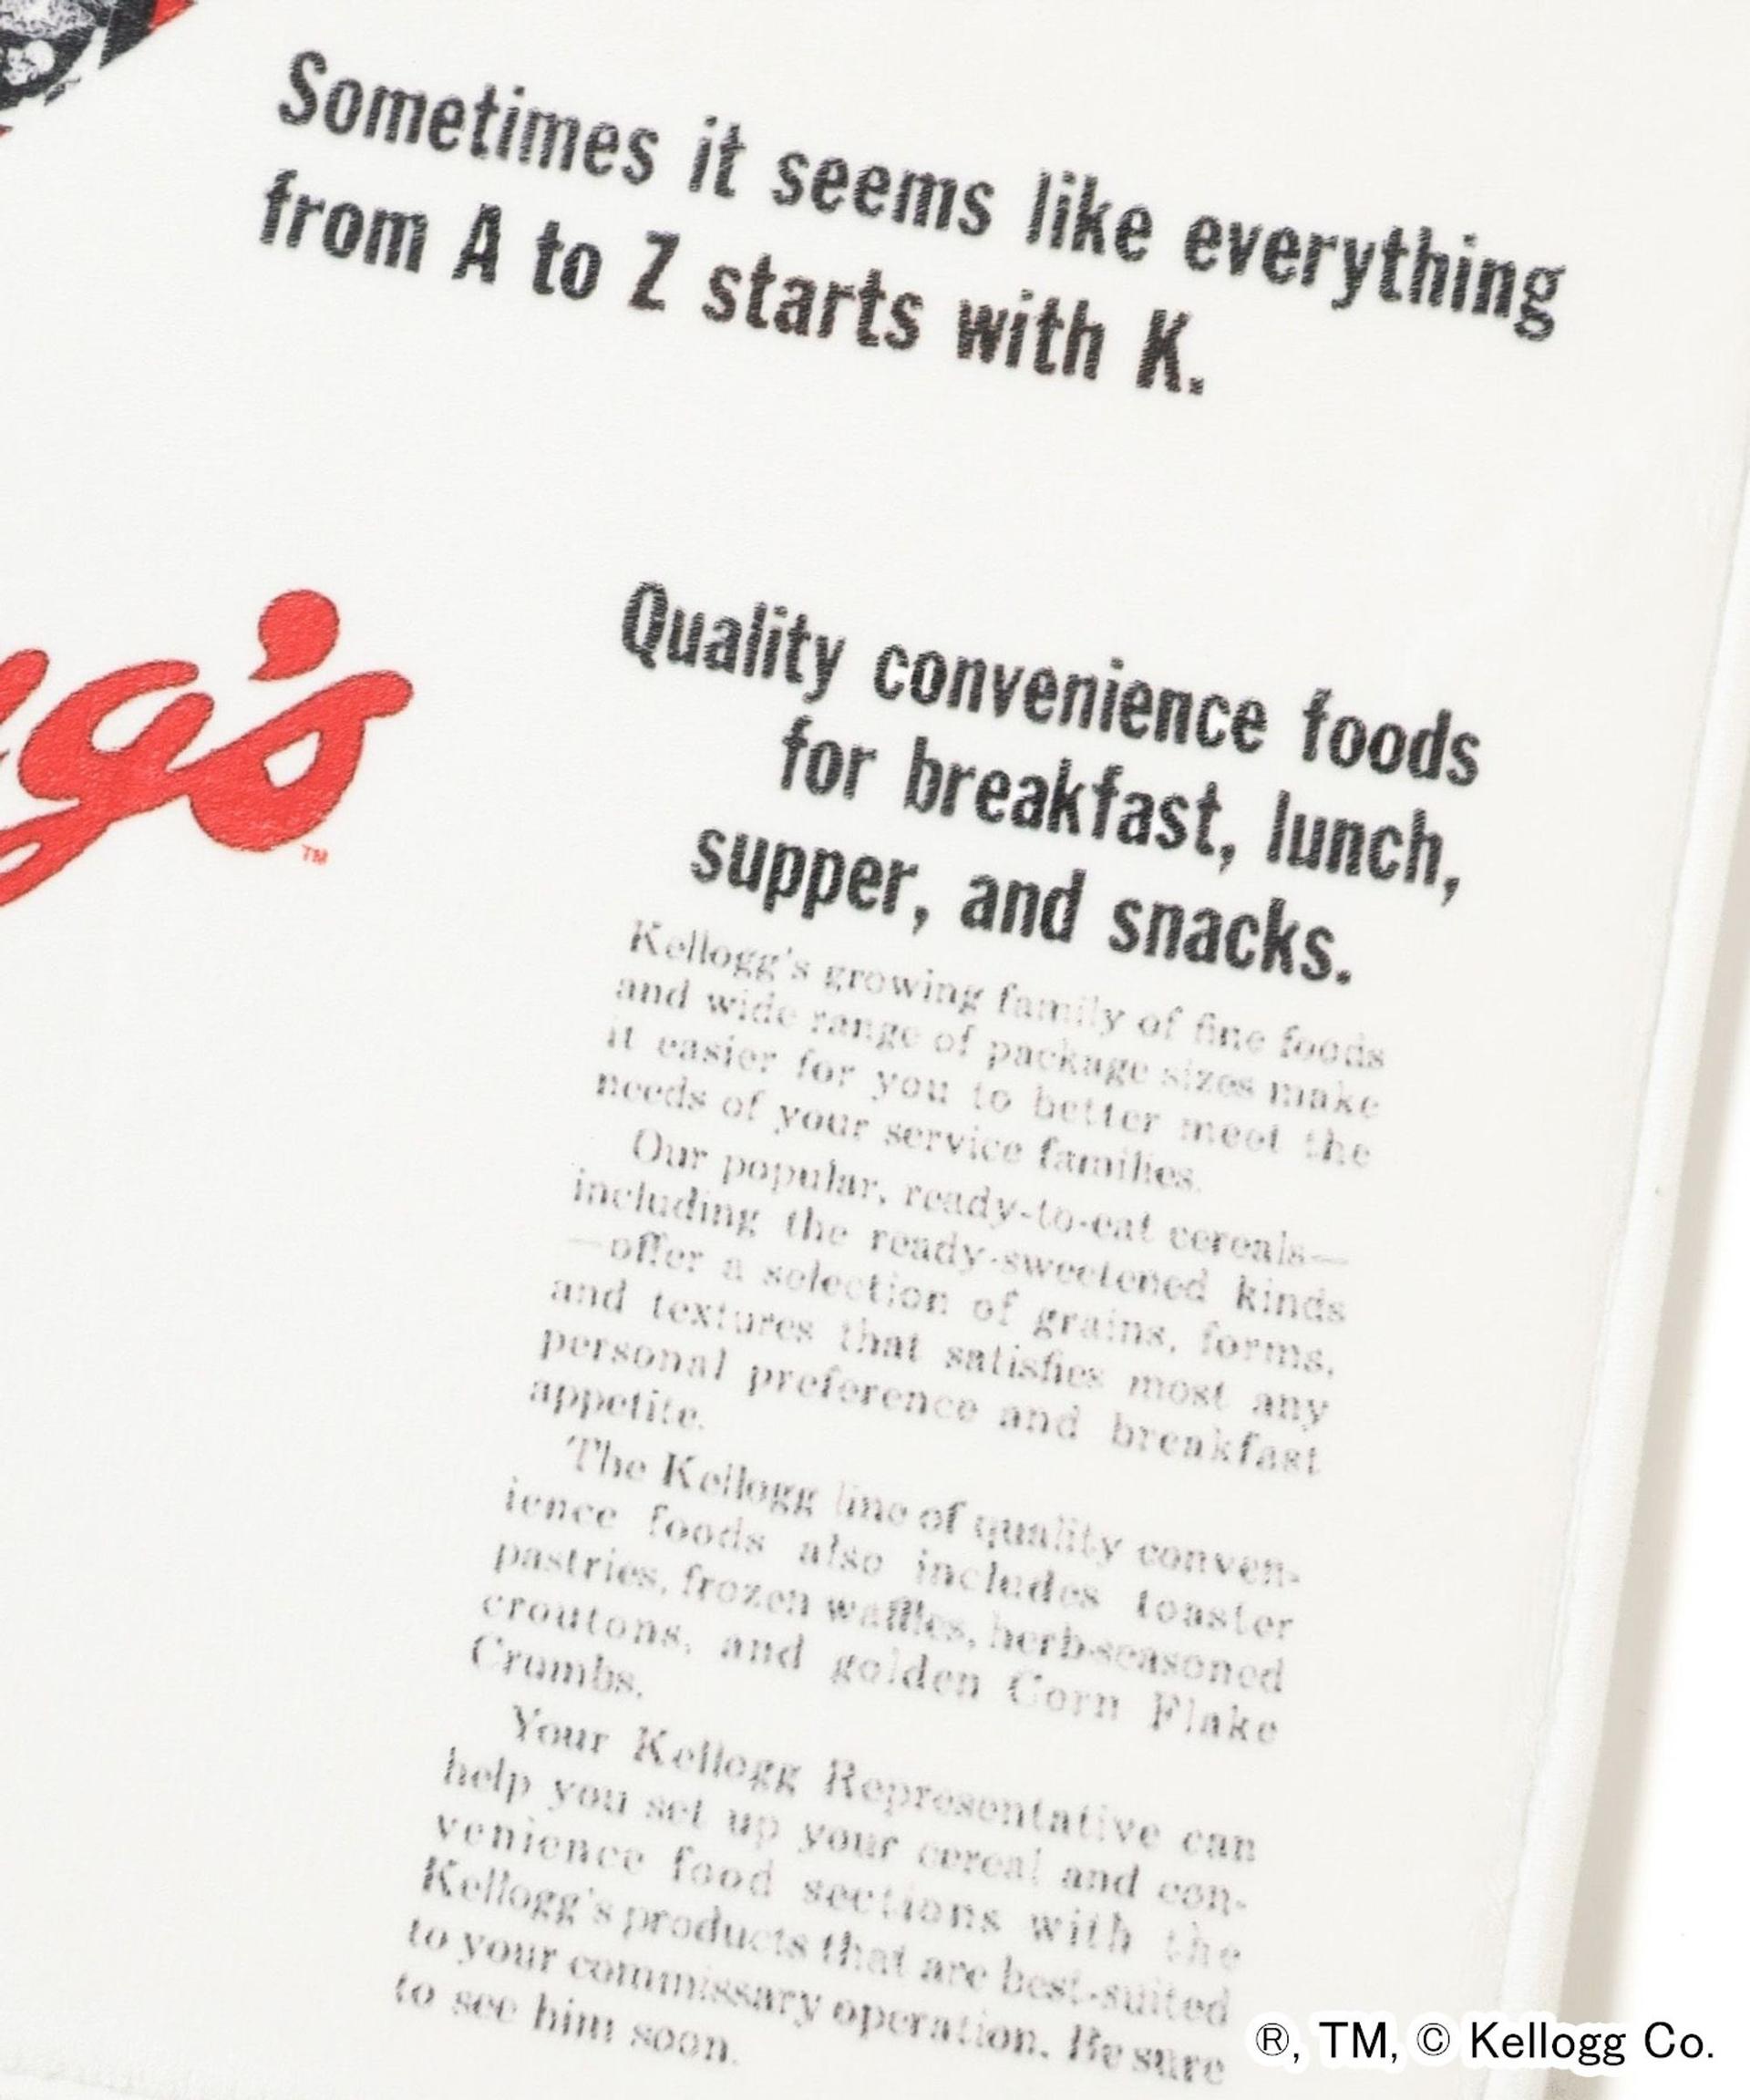 Sometimes it seems like everything
from A to Z starts with K.
gg's
TM
Quality convenience foods
for breakfast, lunch,
supper, and snacks.
Kellogg's growing family of fine foods
and wide range of package sizes make
it easier for you to better meet the
needs of your service families.
Our popular, ready-to-eat cereals—
including the ready-sweetened kinds
—offer a selection of grains, forms,
and textures that satisfies most any
personal preference and breakfast
appetite.
The Kellogg line of quality conven-
ience foods also includes toaster
pastries, frozen waffles, herb-seasoned
croutons, and golden Corn Flake
Crumbs.
Your Kellogg Representative can
help you set up your cereal and con-
venience food sections with the
Kellogg's products that are best-suited
to your commissary operation. Be sure
to see him soon.
®, TM, © Kellogg Co.